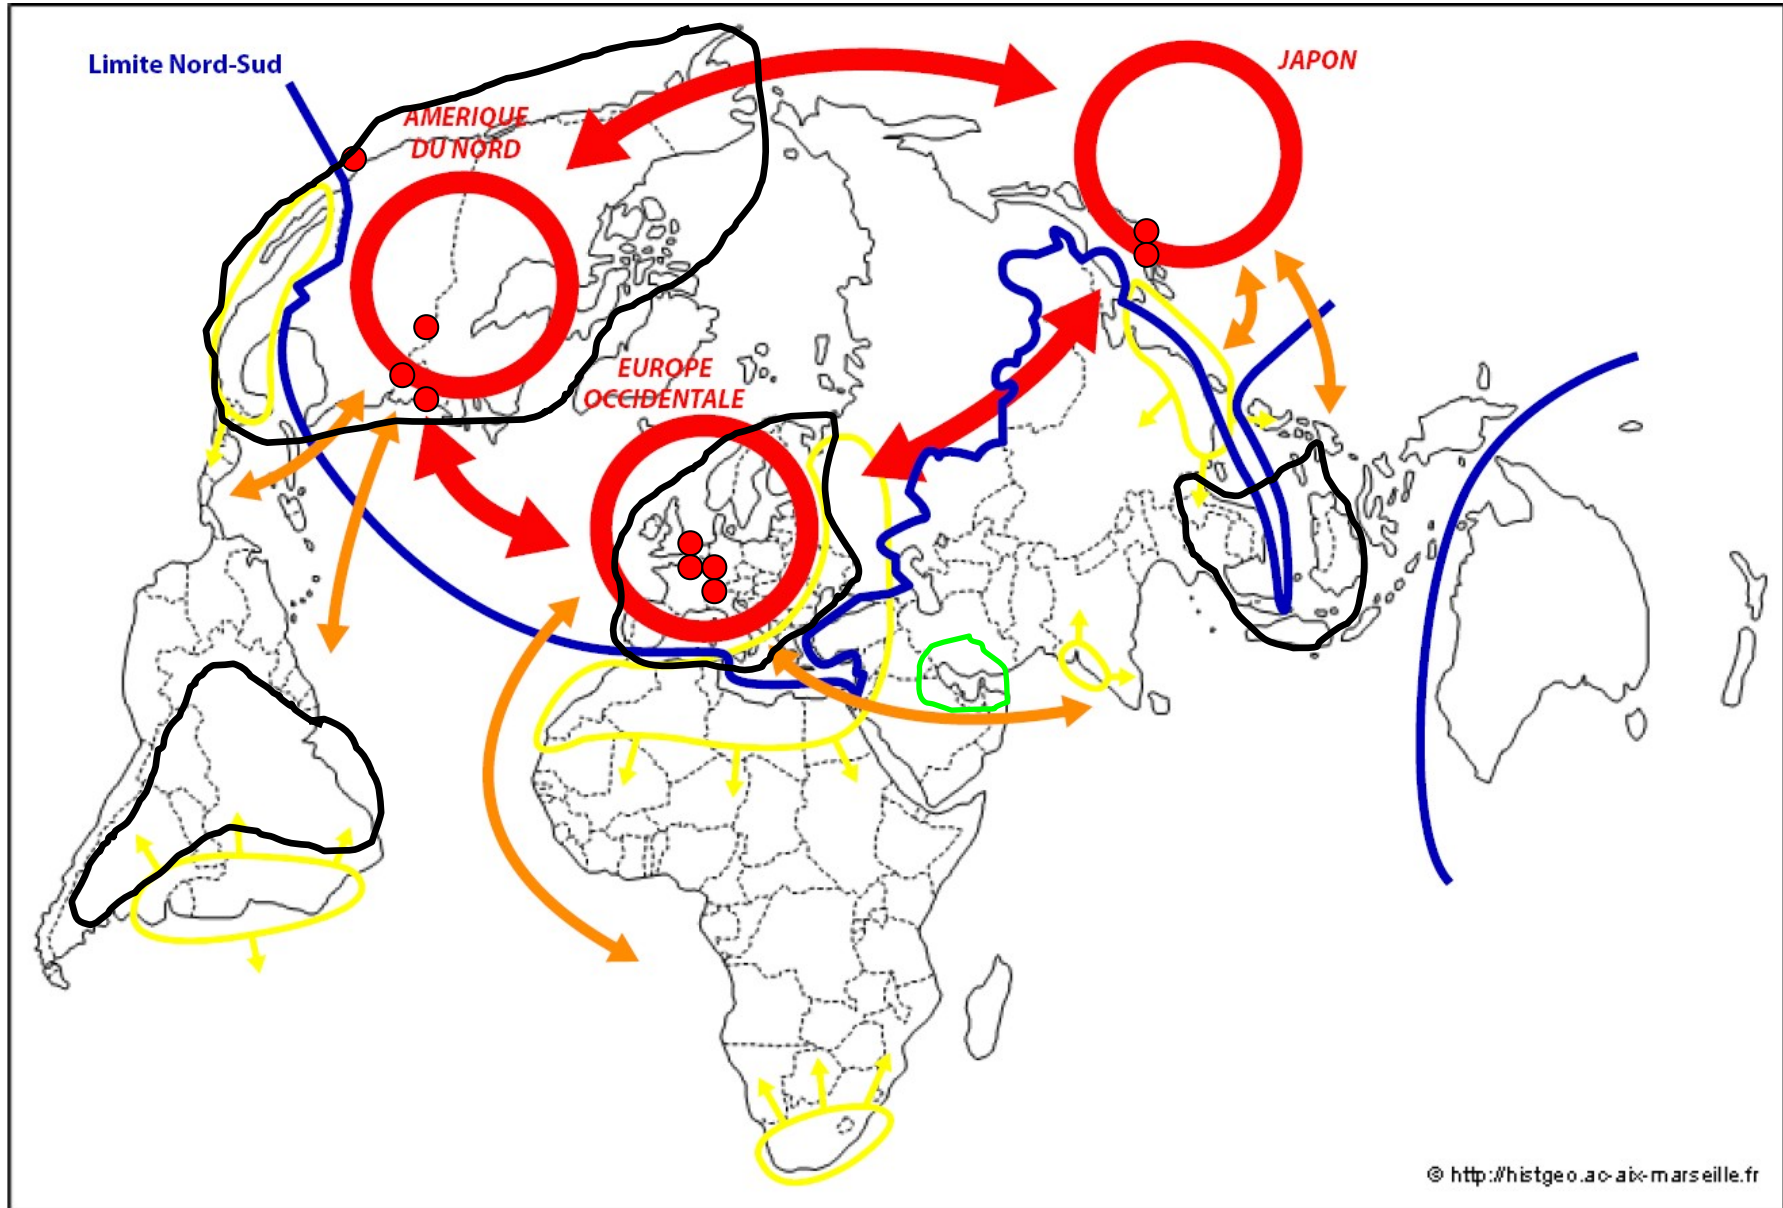 Limite Nord-Sud
AMERIQUE
DU NORD
JAPON
EUROPE
OCCIDENTALE
© http://histgeo.ac-aix-marseille.fr